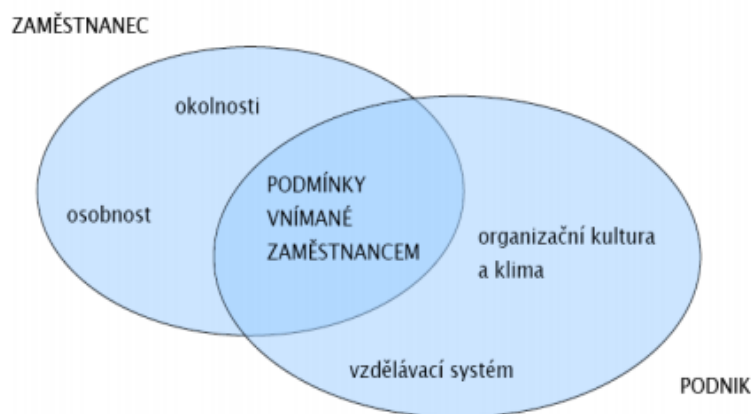 ZAMĚSTNANEC
okolnosti
osobnost
PODMÍNKY
VNÍMANÉ
ZAMĚSTNANCEM
organizační kultura
a klima
vzdělávací systém
PODNIK